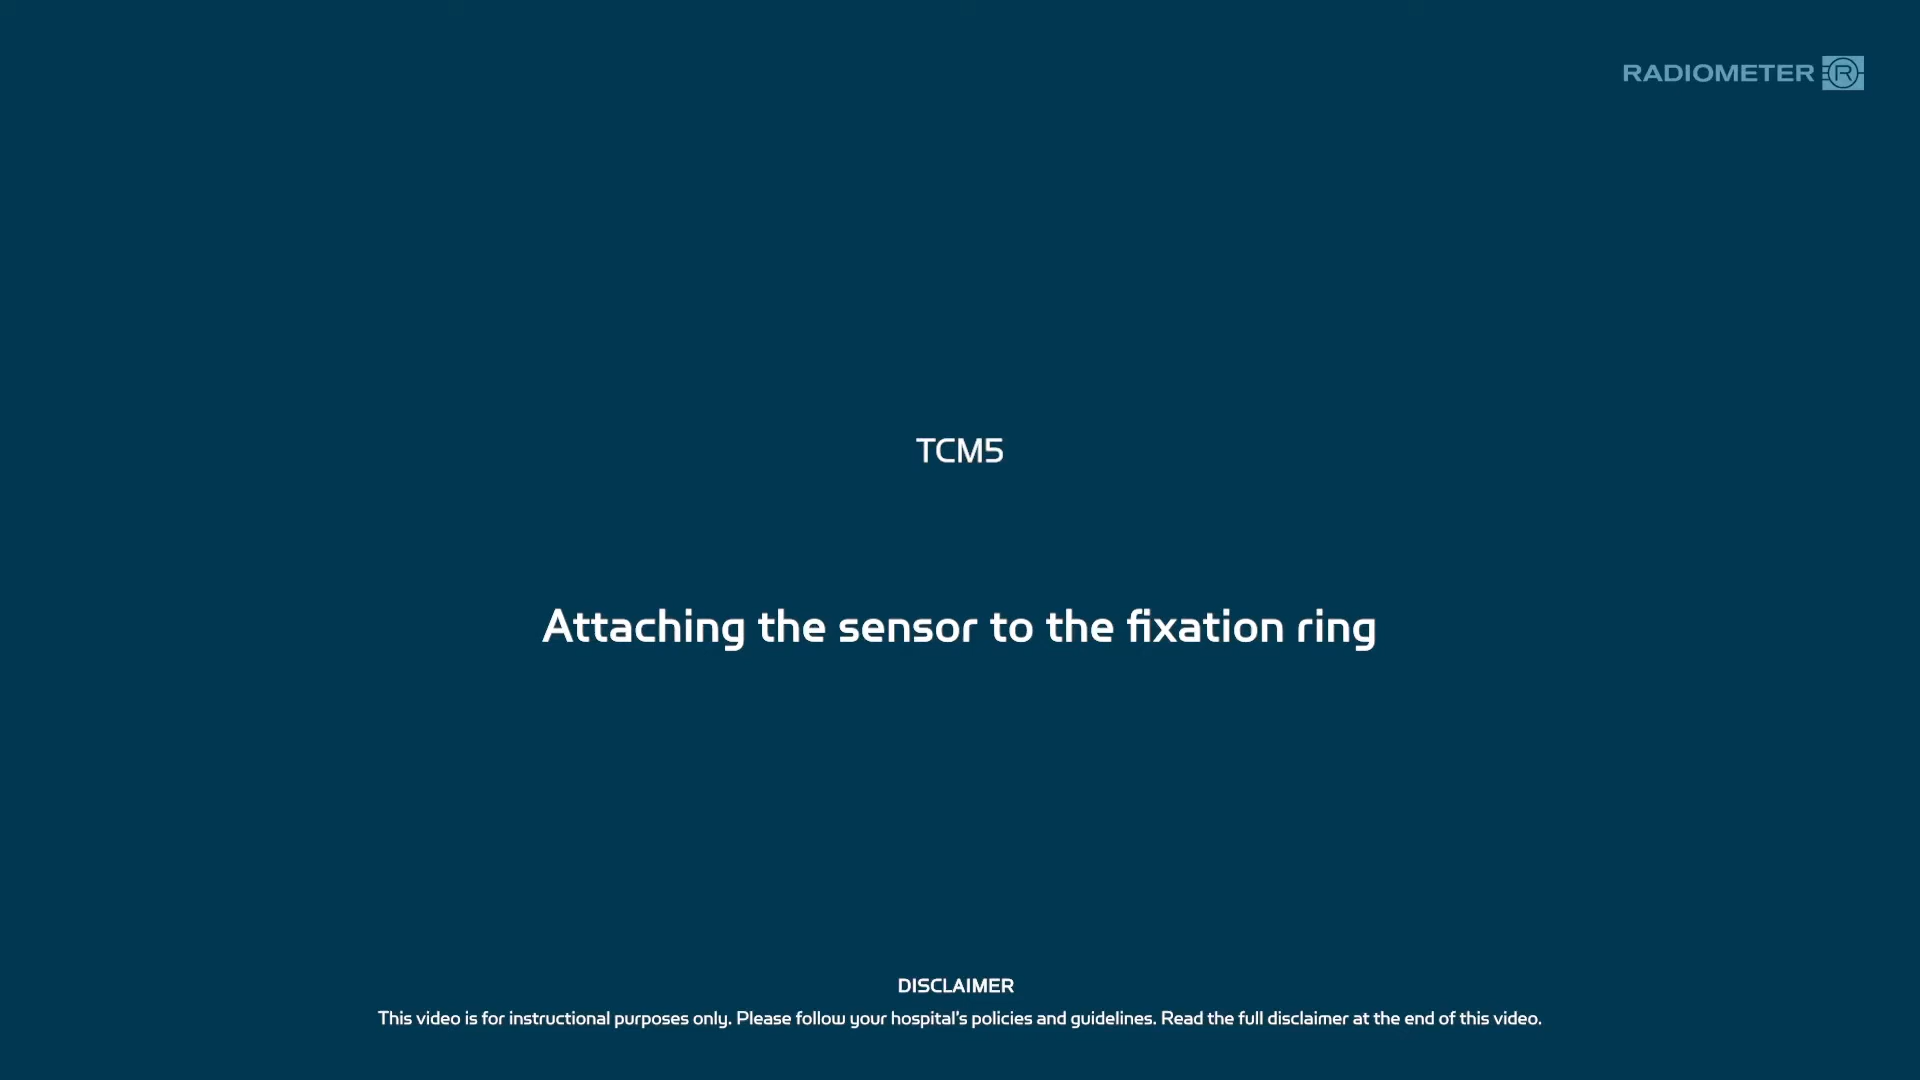 RADIOMETER
TCM5
Attaching the sensor to the fixation ring
DISCLAIMER
This video is for instructional purposes only. Please follow your hospital's policies and guidelines. Read the full disclaimer at the end of this video.